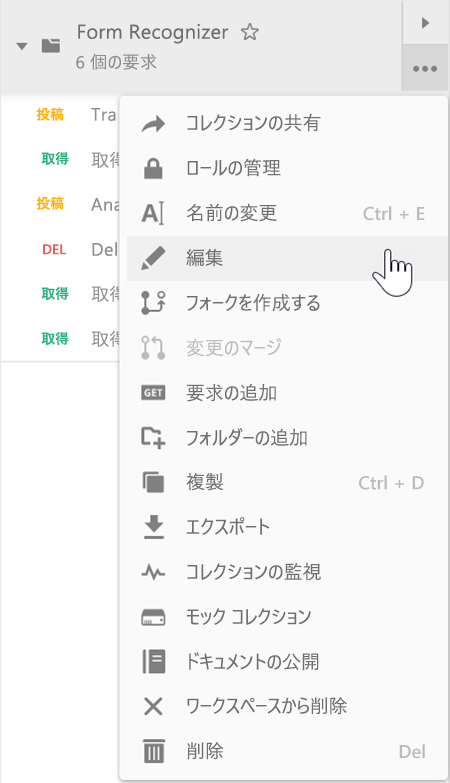 Form Recognizer
6 個の要求
投稿 Tra
取得 取得
投稿 Ana
DEL Del
取得 取得
取得 取得
コレクションの共有
ロールの管理
名前の変更 Ctrl + E
編集
フォークを作成する
変更のマージ
GET 要求の追加
フォルダーの追加
複製 Ctrl + D
エクスポート
コレクションの監視
モック コレクション
ドキュメントの公開
ワークスペースから削除
削除 Del